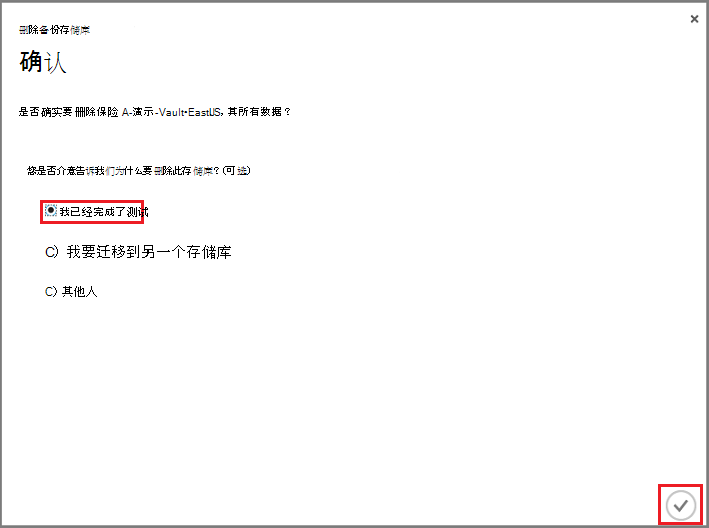 删除备份存储库
确认
是否确实要删除保险 A-演示-Vault•EastUS, 其所有数据？
您是否介意告诉我们为什么要删除此存储库？(可选)
我已经完成了测试
C) 我要迁移到另一个存储库
C) 其他人